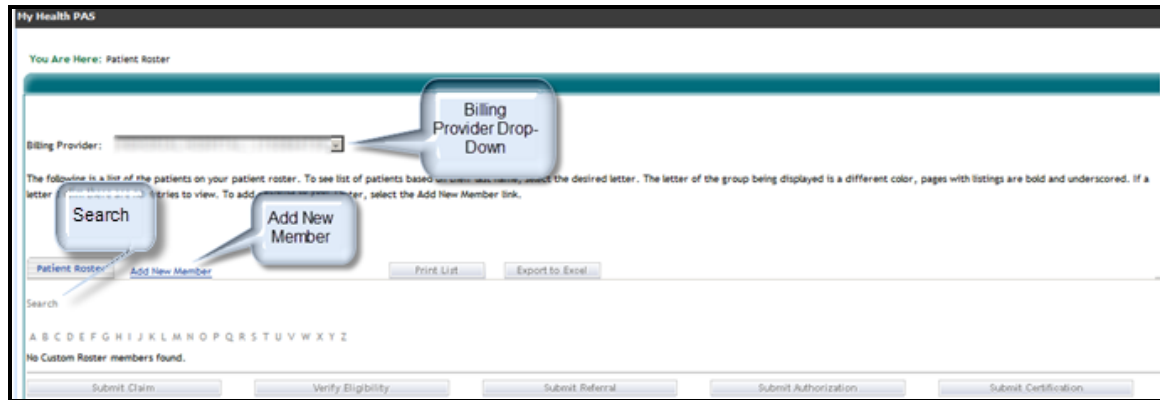 My Health PAS
You Are Here: Patient Roster
Billing
Provider Drop-
Down
Billing Provider:
The following is a list of the patients on your patient roster. To see list of patients based on their last name, select the desired letter. The letter of the group being displayed is a different color, pages with listings are bold and underscored. If a
letter entries to view. To add select the Add New Member link.
Search
Add New
Member
Patient Roster Add New Member Print List Export to Excel
Search
A B C D E F G H I J K L M N O P Q R S T U V W X Y Z
No Custom Roster members found.
Submit Claim Verify Eligibility Submit Referral Submit Authorization Submit Certification